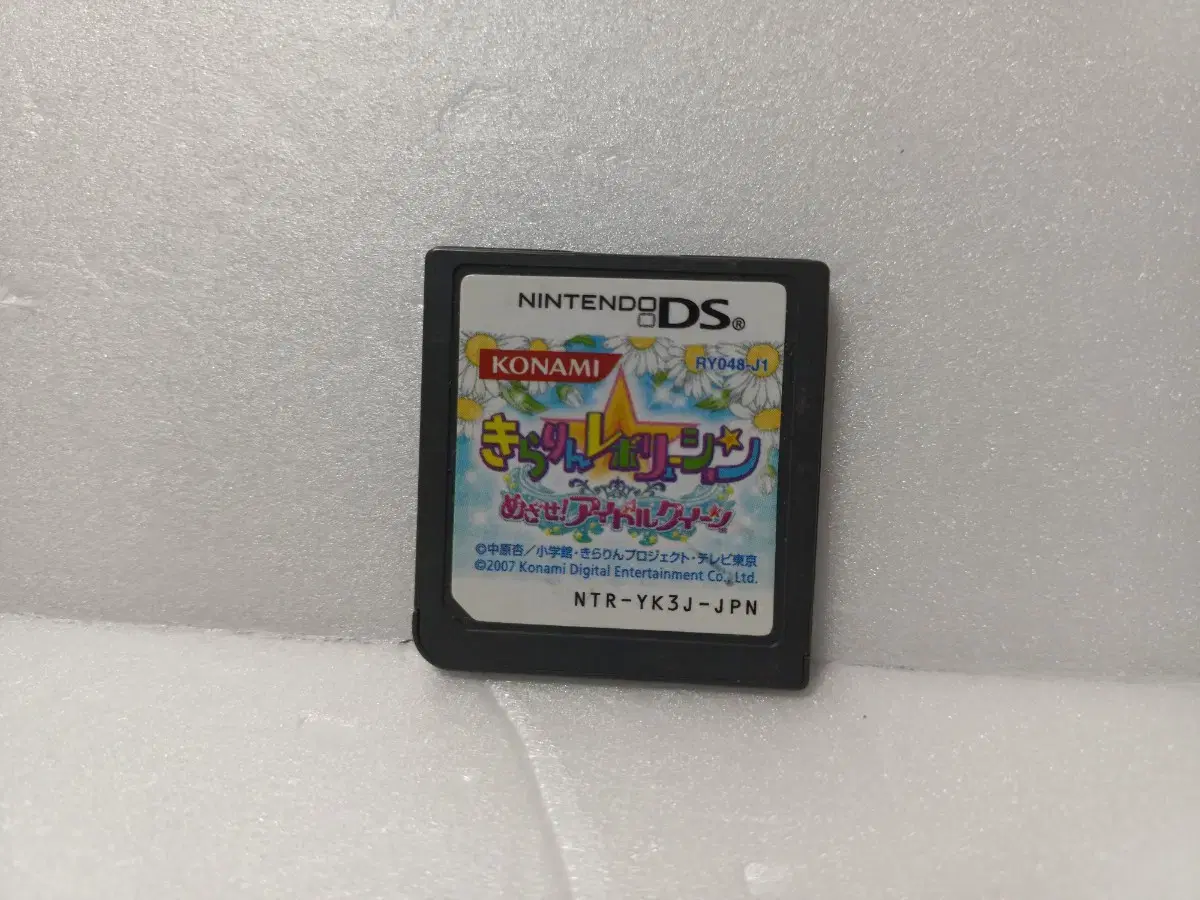 NINTENDO DS®
KONAMI
RY048-J1
きらりんレボリューション
めざせ!アイドルクイーン
©中原杏/小学館・きらりんプロジェクト・テレビ東京
©2007 Konami Digital Entertainment Co., Ltd.
NTR-YK3J-JPN